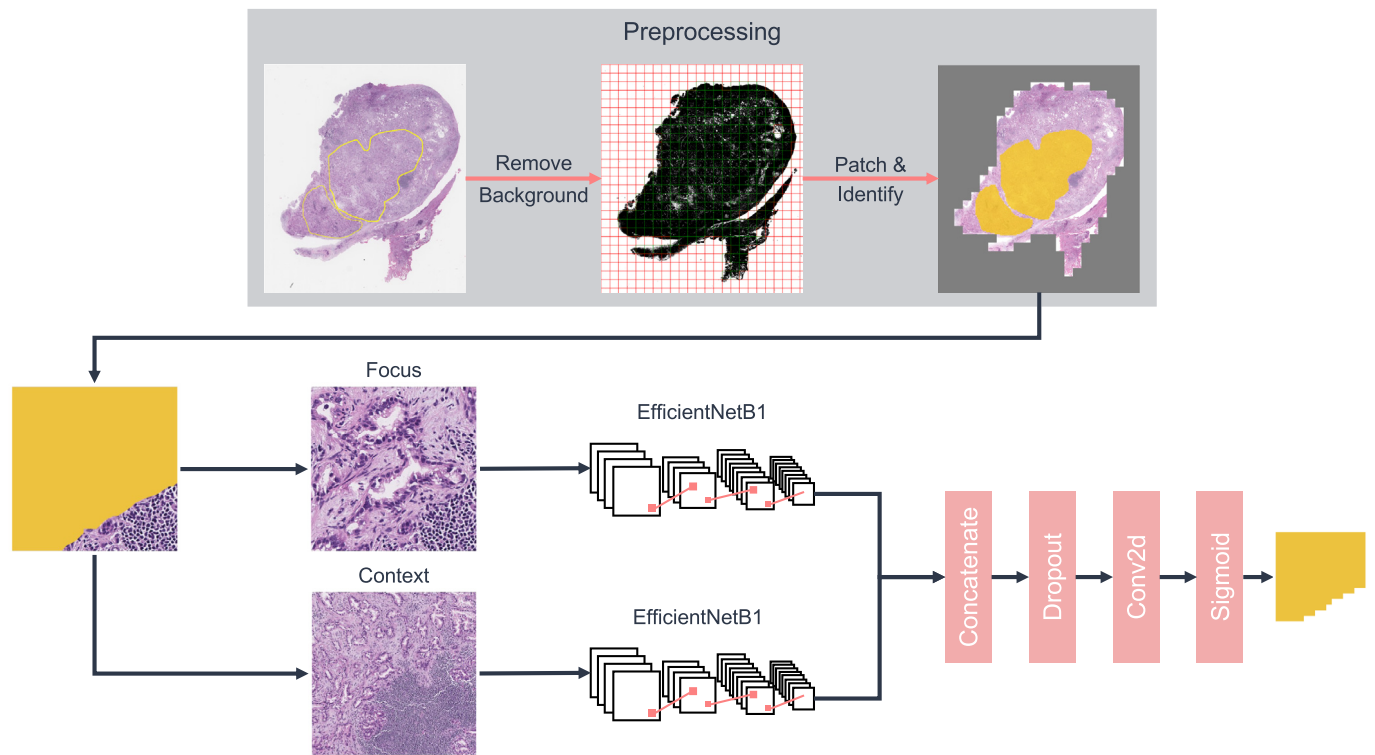 Preprocessing
Remove
Background
Patch &
Identify
Focus
EfficientNetB1
Context
EfficientNetB1
Concatenate
Dropout
Conv2d
Sigmoid